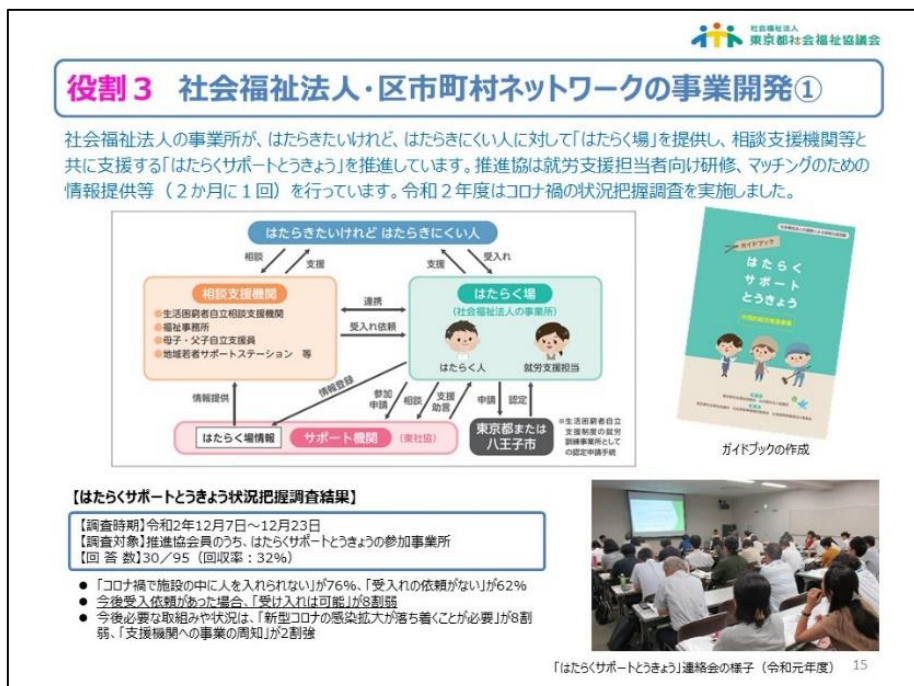 社会福祉法人
東京都社会福祉協議会
役割3 社会福祉法人・区市町村ネットワークの事業開発①
社会福祉法人の事業所が、はたらきたいけれど、はたらきにくい人に対して「はたらく場」を提供し、相談支援機関等と
共に支援する「はたらくサポートとうきょう」を推進しています。推進協は就労支援担当者向け研修、マッチングのための
情報提供等（２か月に１回）を行っています。令和２年度はコロナ禍の状況把握調査を実施しました。
はたらきたいけれど はたらきにくい人
相談
支援
支援
受入れ
相談支援機関
●生活困窮者自立相談支援機関
●福祉事務所
●母子・父子自立支援員
●地域若者サポートステーション 等
連携
受入れ依頼
はたらく場
（社会福祉法人の事業所）
はたらく人
就労支援担当
情報提供
情報登録
参加
申請
相談
支援
助言
申請
認定
はたらく場情報
サポート機関
（東社協）
東京都または
八王子市
※生活困窮者自立
支援制度の就労
訓練事業所として
の認定申請手続
ガイドブック
はたらく
サポート
とうきょう
ガイドブックの作成
【はたらくサポートとうきょう状況把握調査結果】
【調査時期】令和2年12月7日～12月23日
【調査対象】推進協会員のうち、はたらくサポートとうきょうの参加事業所
【回 答 数】30／95（回収率：32％）
● 「コロナ禍で施設の中に人を入れられない」が76％、「受入れの依頼がない」が62％
● 今後受入依頼があった場合、「受け入れは可能」が8割弱
● 今後必要な取組みや状況は、「新型コロナの感染拡大が落ち着くことが必要」が8割
弱、「支援機関への事業の周知」が2割強
「はたらくサポートとうきょう」連絡会の様子（令和元年度）
15